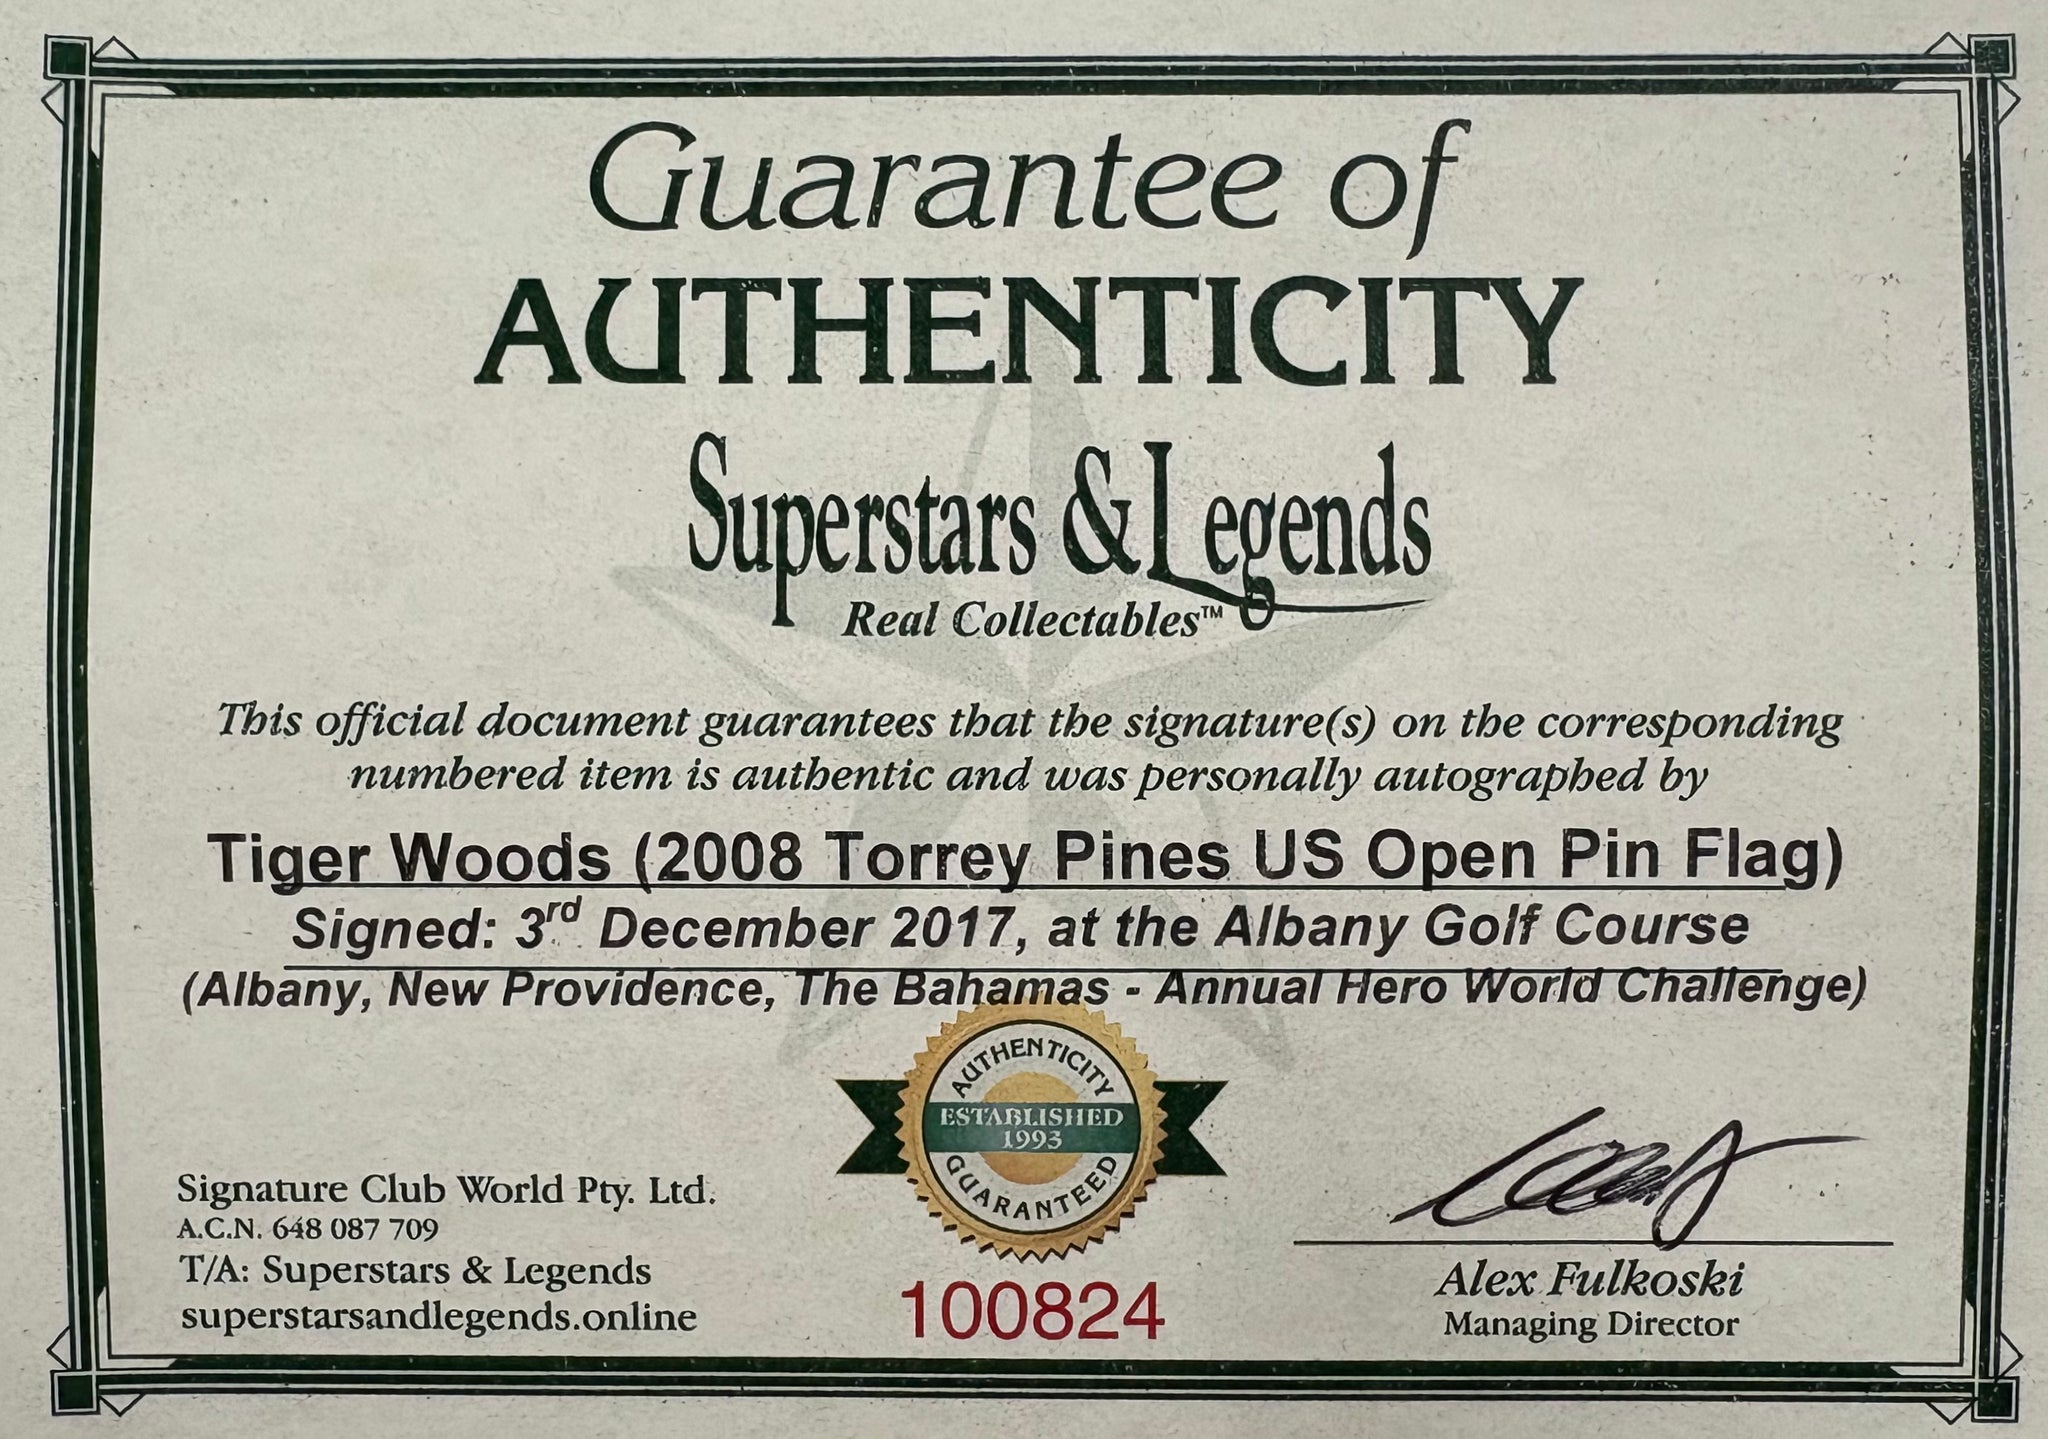 Guarantee of
AUTHENTICITY
Superstars & Legends
Real Collectables™
This official document guarantees that the signature(s) on the corresponding
numbered item is authentic and was personally autographed by
Tiger Woods (2008 Torrey Pines US Open Pin Flag)
Signed: 3rd December 2017, at the Albany Golf Course
(Albany, New Providence, The Bahamas - Annual Hero World Challenge)
AUTHENTICITY
ESTABLISHED
1993
GUARANTEED
100824
Signature Club World Pty. Ltd.
A.C.N. 648 087 709
T/A: Superstars & Legends
superstarsandlegends.online
Alex Fulkoski
Managing Director